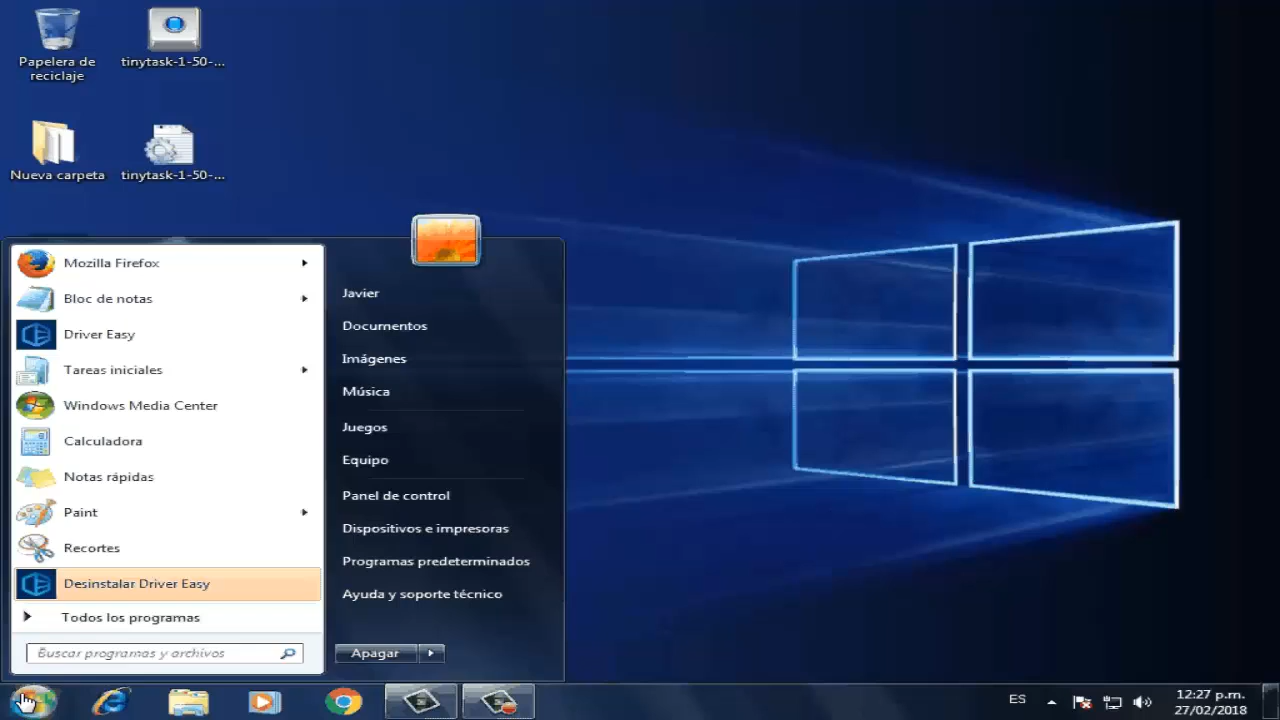 Papelera de
reciclaje
tinytask-1-50-...
Nueva carpeta
tinytask-1-50-...
Mozilla Firefox
Bloc de notas
Driver Easy
Tareas iniciales
Windows Media Center
Calculadora
Notas rápidas
Paint
Recortes
Desinstalar Driver Easy
Todos los programas
Buscar programas y archivos
Javier
Documentos
Imágenes
Música
Juegos
Equipo
Panel de control
Dispositivos e impresoras
Programas predeterminados
Ayuda y soporte técnico
Apagar
ES
12:27 p.m.
27/02/2018